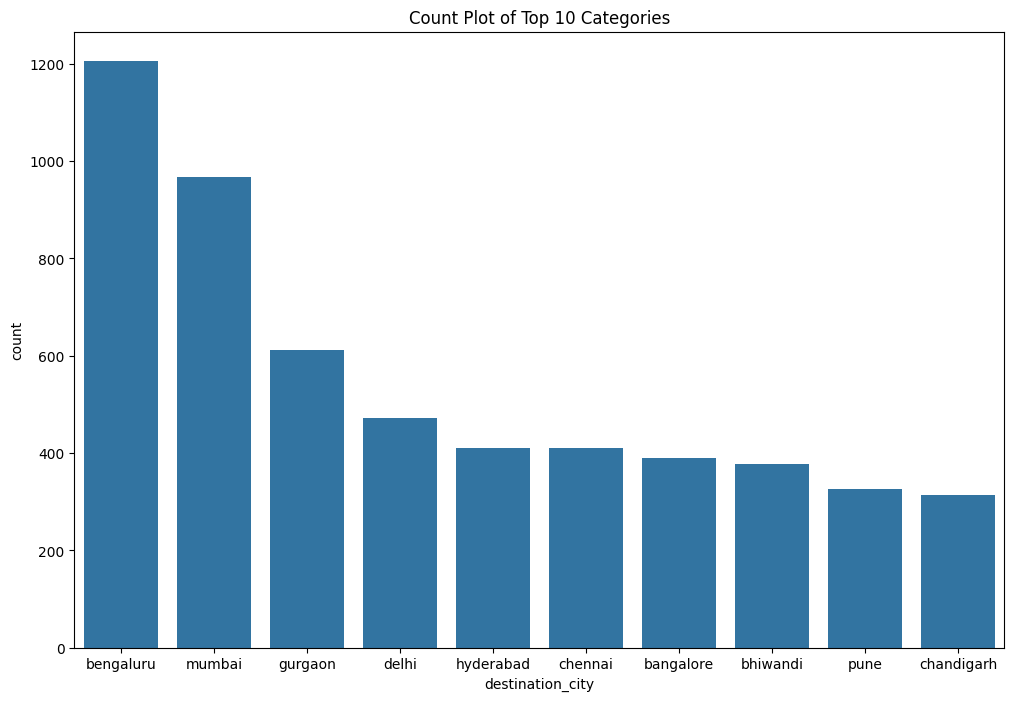 Count Plot of Top 10 Categories
1200
1000
800
600
400
200
0
count
bengaluru mumbai gurgaon delhi hyderabad chennai bangalore bhiwandi pune chandigarh
destination_city